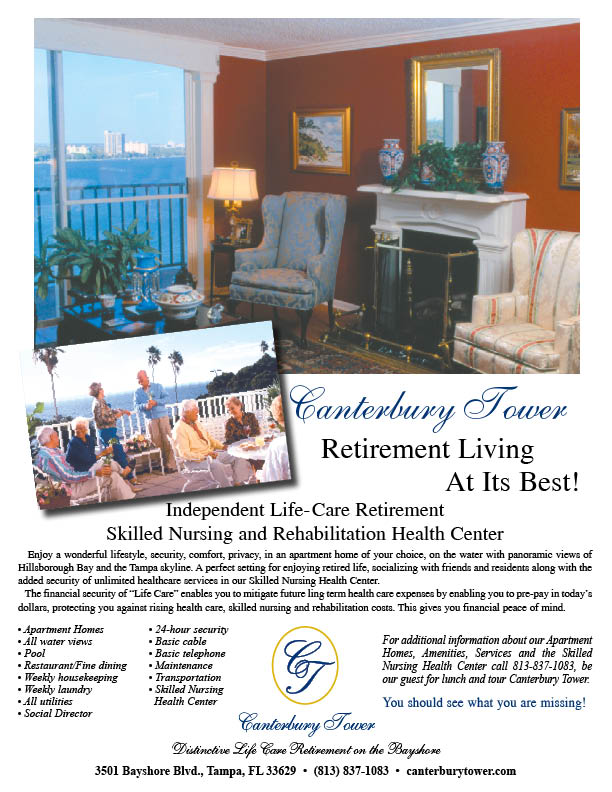 Canterbury Tower
Retirement Living
At Its Best!
Independent Life-Care Retirement
Skilled Nursing and Rehabilitation Health Center
Enjoy a wonderful lifestyle, security, comfort, privacy, in an apartment home of your choice, on the water with panoramic views of
Hillsborough Bay and the Tampa skyline. A perfect setting for enjoying retired life, socializing with friends and residents along with the
added security of unlimited healthcare services in our Skilled Nursing Health Center.
The financial security of “Life Care” enables you to mitigate future ling term health care expenses by enabling you to pre-pay in today’s
dollars, protecting you against rising health care, skilled nursing and rehabilitation costs. This gives you financial peace of mind.
• Apartment Homes
• All water views
• Pool
• Restaurant/Fine dining
• Weekly housekeeping
• Weekly laundry
• All utilities
• Social Director
• 24-hour security
• Basic cable
• Basic telephone
• Maintenance
• Transportation
• Skilled Nursing
Health Center
CT
Canterbury Tower
For additional information about our Apartment
Homes, Amenities, Services and the Skilled
Nursing Health Center call 813-837-1083, be
our guest for lunch and tour Canterbury Tower.
You should see what you are missing!
Distinctive Life Care Retirement on the Bayshore
3501 Bayshore Blvd., Tampa, FL 33629 • (813) 837-1083 • canterburytower.com